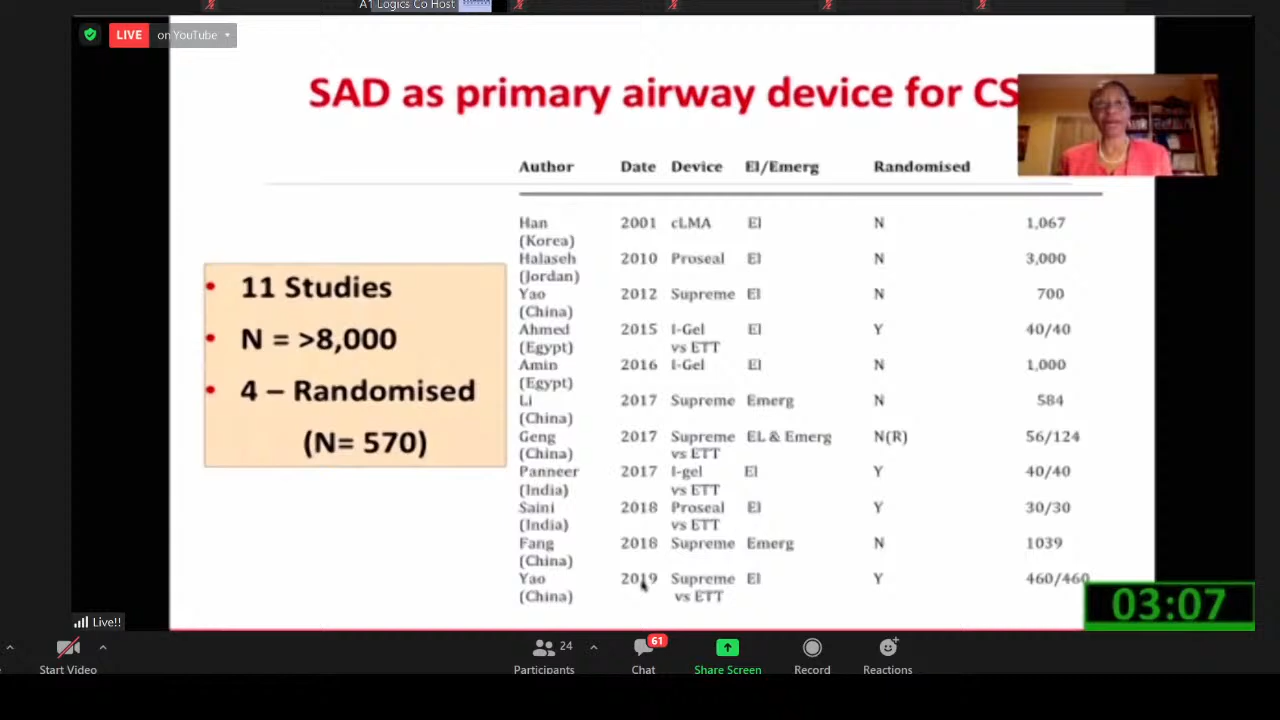 A1 Logics Co Host
LIVE on YouTube
SAD as primary airway device for CS
Author Date Device El/Emerg Randomised
Han 2001 cLMA El N 1,067
(Korea)
Halaseh 2010 Proseal El N 3,000
(Jordan)
Yao 2012 Supreme El N 700
(China)
Ahmed 2015 I-Gel El Y 40/40
(Egypt) vs ETT
Amin 2016 I-Gel El N 1,000
(Egypt)
Li 2017 Supreme Emerg N 584
(China)
Geng 2017 Supreme EL & Emerg N(R) 56/124
(China) vs ETT
Panneer 2017 I-gel El Y 40/40
(India) vs ETT
Saini 2018 Proseal El Y 30/30
(India) vs ETT
Fang 2018 Supreme Emerg N 1039
(China)
Yao 2019 Supreme El Y 460/460
(China) vs ETT
• 11 Studies
• N = >8,000
• 4 – Randomised
(N= 570)
03:07
Live!!
Start Video
24
Participants
61
Chat
Share Screen
Record
Reactions